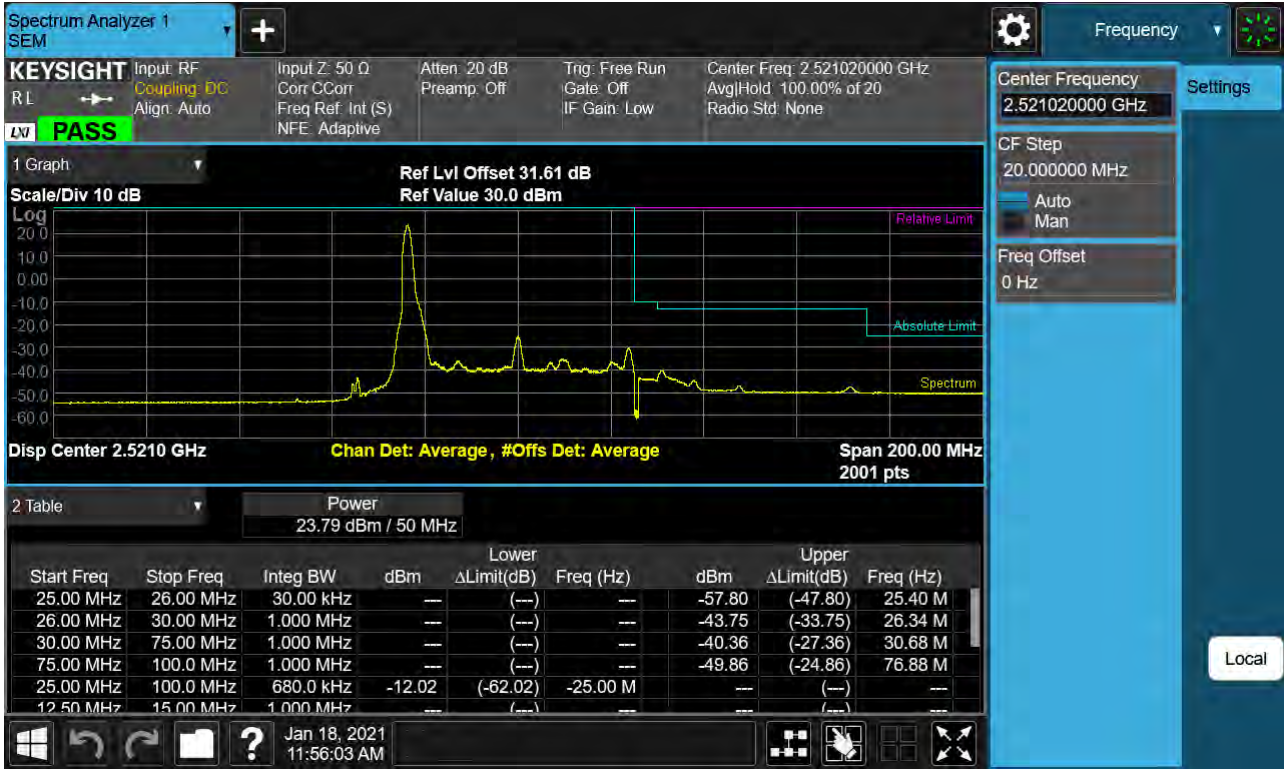 Spectrum Analyzer 1
SEM
+
Frequency
KEYSIGHT
RL
LXI
PASS
Input: RF
Coupling: DC
Align: Auto
Input Z: 50 Ω
Corr CCorr
Freq Ref: Int (S)
NFE: Adaptive
Atten: 20 dB
Preamp: Off
Trig: Free Run
Gate: Off
IF Gain: Low
Center Freq: 2.521020000 GHz
Avg|Hold: 100.00% of 20
Radio Std: None
Center Frequency
2.521020000 GHz
Settings
CF Step
20.000000 MHz
Auto
Man
Freq Offset
0 Hz
1 Graph
Scale/Div 10 dB
Ref Lvl Offset 31.61 dB
Ref Value 30.0 dBm
Log
20.0
10.0
0.00
-10.0
-20.0
-30.0
-40.0
-50.0
-60.0
Relative Limit
Absolute Limit
Spectrum
Disp Center 2.5210 GHz
Chan Det: Average, #Offs Det: Average
Span 200.00 MHz
2001 pts
2 Table
Power
23.79 dBm / 50 MHz
Lower Upper
Start Freq Stop Freq Integ BW dBm ΔLimit(dB) Freq (Hz) dBm ΔLimit(dB) Freq (Hz)
25.00 MHz 26.00 MHz 30.00 kHz --- (---) --- -57.80 (-47.80) 25.40 M
26.00 MHz 30.00 MHz 1.000 MHz --- (---) --- -43.75 (-33.75) 26.34 M
30.00 MHz 75.00 MHz 1.000 MHz --- (---) --- -40.36 (-27.36) 30.68 M
75.00 MHz 100.0 MHz 1.000 MHz --- (---) --- -49.86 (-24.86) 76.88 M
25.00 MHz 100.0 MHz 680.0 kHz -12.02 (-62.02) -25.00 M --- (---) ---
12.50 MHz 15.00 MHz 1.000 MHz --- (---) --- --- (---) ---
Local
?
Jan 18, 2021
11:56:03 AM